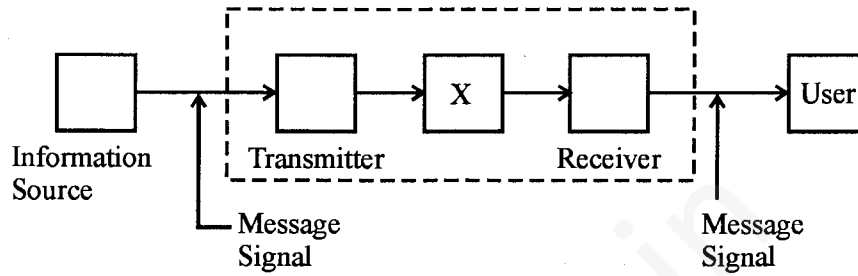 X
User
Information
Source
Transmitter
Receiver
Message
Signal
Message
Signal